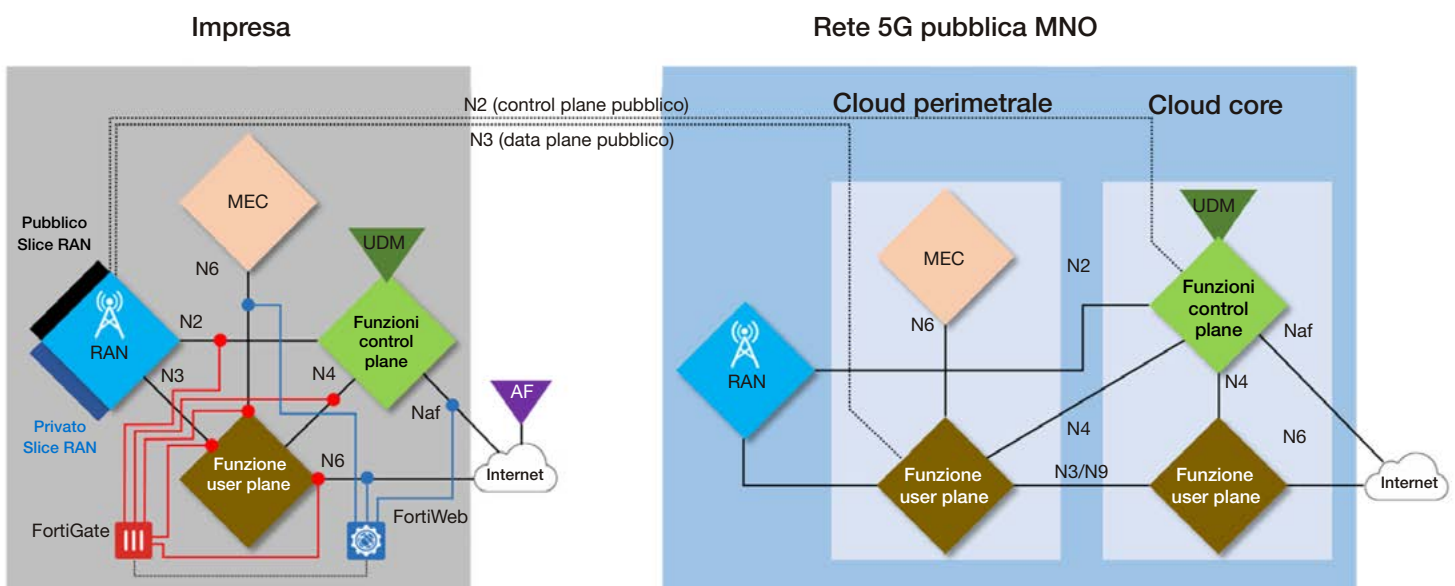 Impresa
Rete 5G pubblica MNO
N2 (control plane pubblico)
N3 (data plane pubblico)
Cloud perimetrale
Cloud core
MEC
Pubblico
Slice RAN
UDM
N6
N2
RAN
N3
Funzioni
control
plane
N4
Naf
AF
Privato
Slice RAN
Funzione
user plane
N6
Internet
FortiGate
FortiWeb
UDM
MEC
N2
Funzioni
control
plane
N6
Naf
RAN
N4
N4
N6
Funzione
user plane
N3/N9
Funzione
user plane
Internet